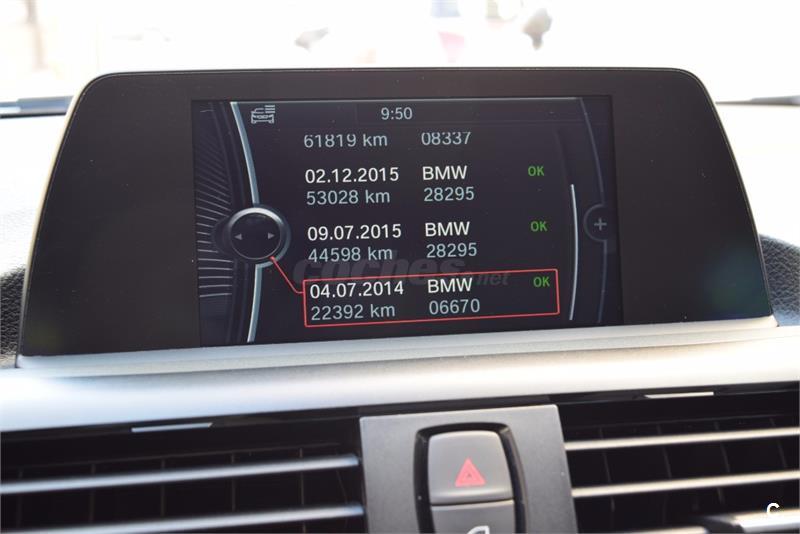 9:50
61819 km 08337
02.12.2015 BMW OK
53028 km 28295
09.07.2015 BMW OK
44598 km 28295
coches.net
04.07.2014 BMW OK
22392 km 06670
+
C